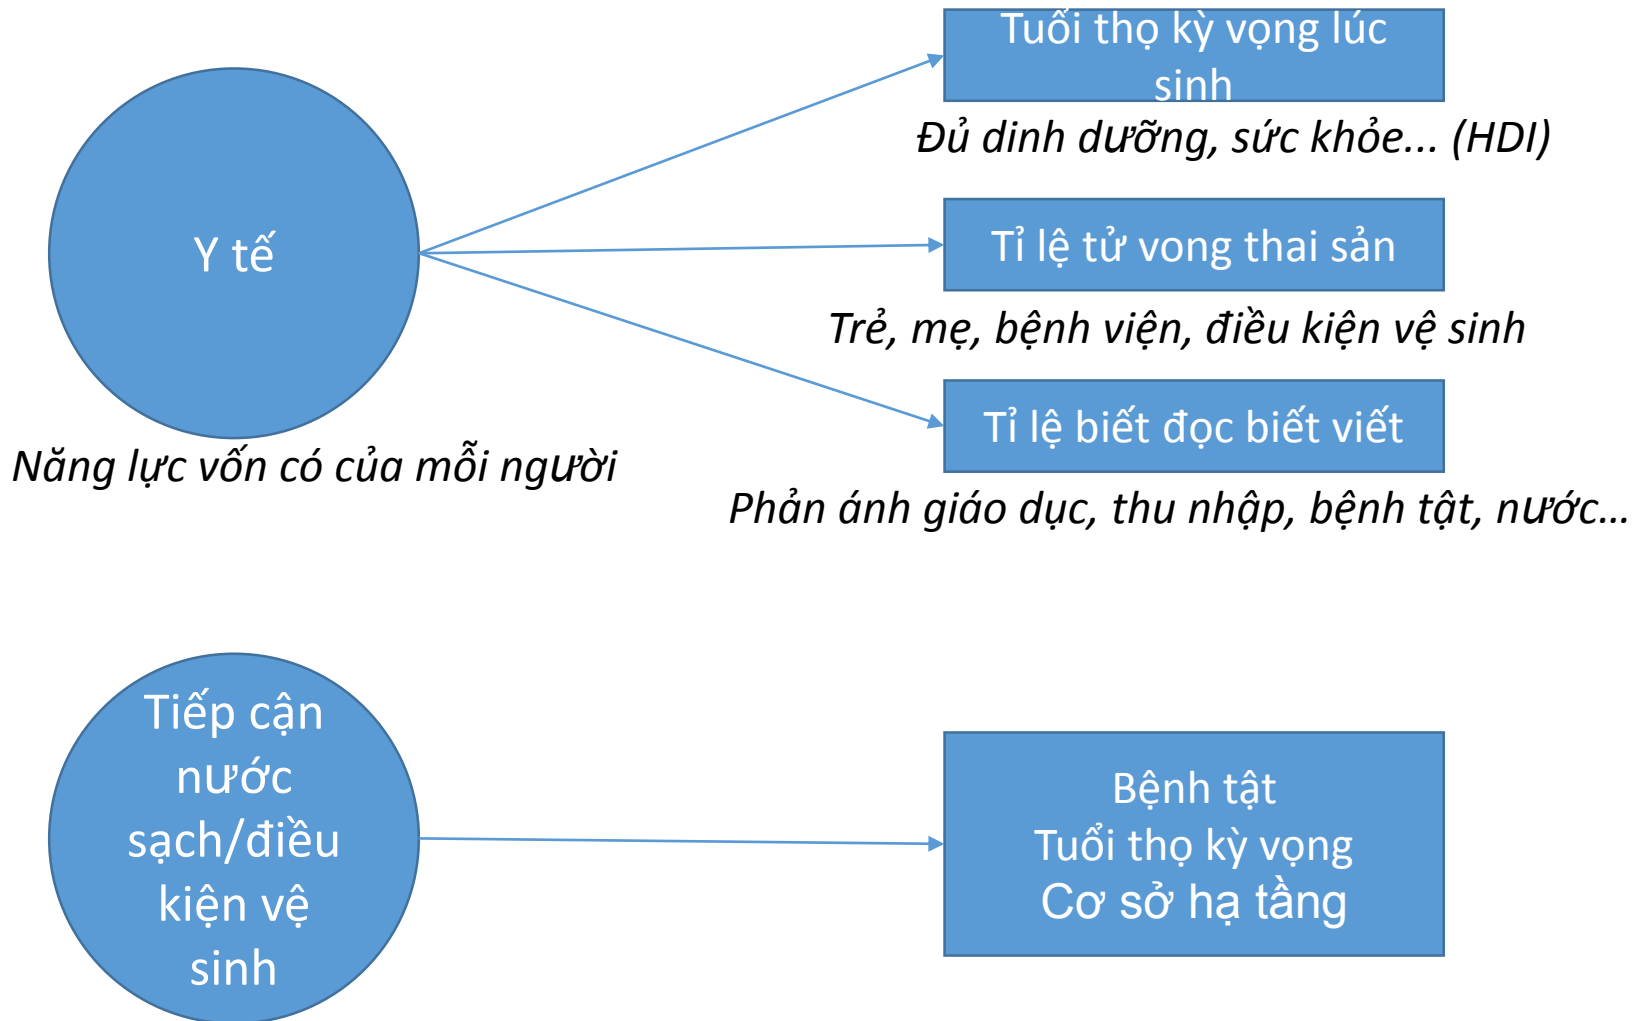 Tuổi thọ kỳ vọng lúc
sinh
Đủ dinh dưỡng, sức khỏe... (HDI)
Y tế
Tỉ lệ tử vong thai sản
Trẻ, mẹ, bệnh viện, điều kiện vệ sinh
Tỉ lệ biết đọc biết viết
Năng lực vốn có của mỗi người
Phản ánh giáo dục, thu nhập, bệnh tật, nước…
Tiếp cận
nước
sạch/điều
kiện vệ
sinh
Bệnh tật
Tuổi thọ kỳ vọng
Cơ sở hạ tầng